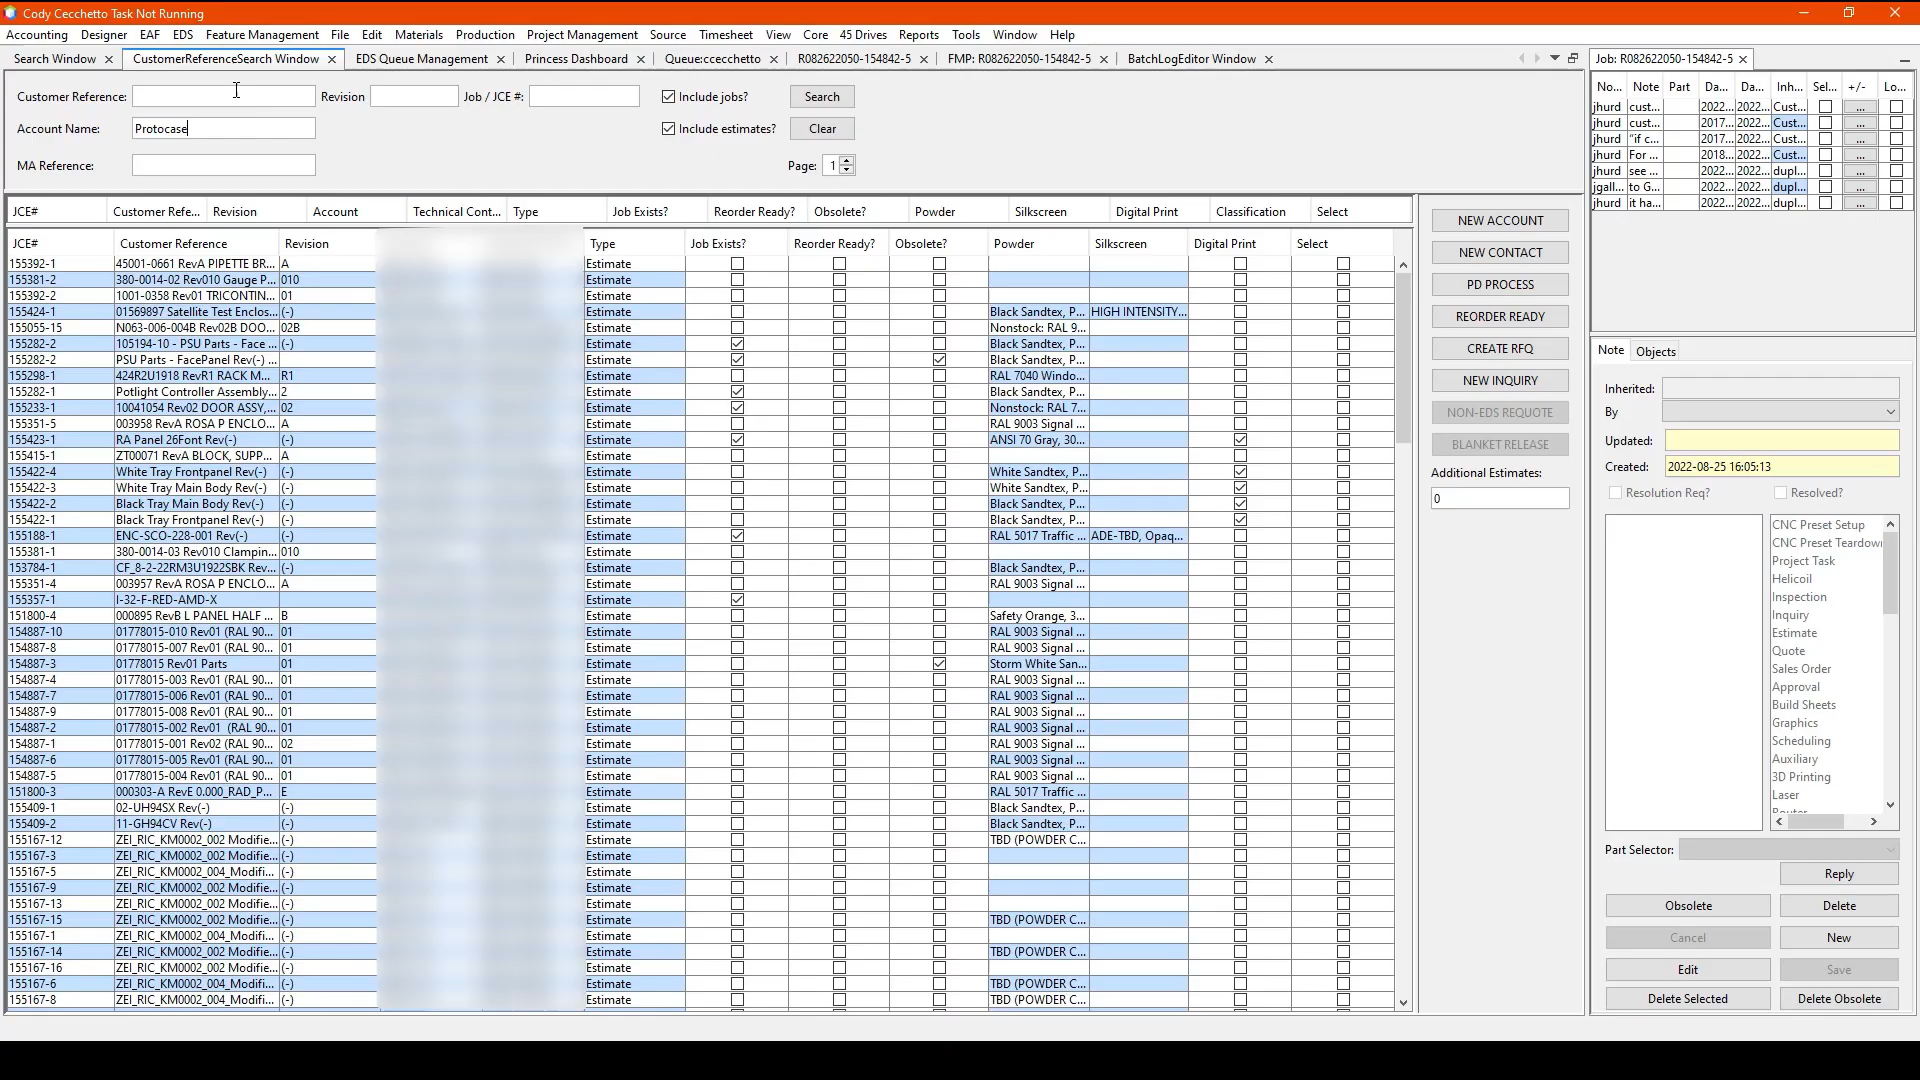 Cody Cecchetto Task Not Running
Accounting Designer EAF EDS Feature Management File Edit Materials Production Project Management Source Timesheet View Core 45 Drives Reports Tools Window Help
Search Window CustomerReferenceSearch Window EDS Queue Management Princess Dashboard Queue:ccecchetto R082622050-154842-5 FMP: R082622050-154842-5 BatchLogEditor Window
Job: R082622050-154842-5
Customer Reference: Revision Job / JCE #: Include jobs? Search
Account Name: Protocase Include estimates? Clear
MA Reference: Page: 1
JCE# Customer Refe... Revision Account Technical Cont... Type Job Exists? Reorder Ready? Obsolete? Powder Silkscreen Digital Print Classification Select
JCE# Customer Reference Revision Type Job Exists? Reorder Ready? Obsolete? Powder Silkscreen Digital Print Select
155392-1 45001-0661 RevA PIPETTE BR... A Estimate
155381-2 380-0014-02 Rev010 Gauge P... 010 Estimate
155392-2 1001-0358 Rev01 TRICONTIN... 01 Estimate
155424-1 01569897 Satellite Test Enclos... (-) Estimate Black Sandtex, P... HIGH INTENSITY...
155055-15 N063-006-004B Rev02B DOO... 02B Estimate Nonstock: RAL 9...
155282-2 105194-10 - PSU Parts - Face ... (-) Estimate Black Sandtex, P...
155282-2 PSU Parts - FacePanel Rev(-) ... Estimate Black Sandtex, P...
155298-1 424R2U1918 RevR1 RACK M... R1 Estimate RAL 7040 Windo...
155282-1 Potlight Controller Assembly... 2 Estimate Black Sandtex, P...
155233-1 10041054 Rev02 DOOR ASSY,... 02 Estimate Nonstock: RAL 7...
155351-5 003958 RevA ROSA P ENCLO... A Estimate RAL 9003 Signal ...
155423-1 RA Panel 26Font Rev(-) (-) Estimate ANSI 70 Gray, 30...
155415-1 ZT00071 RevA BLOCK, SUPP... A Estimate
155422-4 White Tray Frontpanel Rev(-) (-) Estimate White Sandtex, P...
155422-3 White Tray Main Body Rev(-) (-) Estimate White Sandtex, P...
155422-2 Black Tray Main Body Rev(-) (-) Estimate Black Sandtex, P...
155422-1 Black Tray Frontpanel Rev(-) (-) Estimate Black Sandtex, P...
155188-1 ENC-SCO-228-001 Rev(-) (-) Estimate RAL 5017 Traffic ... ADE-TBD, Opaq...
155381-1 380-0014-03 Rev010 Clampin... 010 Estimate
153784-1 CF_8-2-22RM3U1922SBK Rev... (-) Estimate Black Sandtex, P...
155351-4 003957 RevA ROSA P ENCLO... A Estimate RAL 9003 Signal ...
155357-1 I-32-F-RED-AMD-X Estimate
151800-4 000895 RevB L PANEL HALF ... B Estimate Safety Orange, 3...
154887-10 01778015-010 Rev01 (RAL 90... 01 Estimate RAL 9003 Signal ...
154887-8 01778015-007 Rev01 (RAL 90... 01 Estimate RAL 9003 Signal ...
154887-3 01778015 Rev01 Parts 01 Estimate Storm White San...
154887-4 01778015-003 Rev01 (RAL 90... 01 Estimate RAL 9003 Signal ...
154887-7 01778015-006 Rev01 (RAL 90... 01 Estimate RAL 9003 Signal ...
154887-9 01778015-008 Rev01 (RAL 90... 01 Estimate RAL 9003 Signal ...
154887-2 01778015-002 Rev01 (RAL 90... 01 Estimate RAL 9003 Signal ...
154887-1 01778015-001 Rev02 (RAL 90... 02 Estimate RAL 9003 Signal ...
154887-6 01778015-005 Rev01 (RAL 90... 01 Estimate RAL 9003 Signal ...
154887-5 01778015-004 Rev01 (RAL 90... 01 Estimate RAL 9003 Signal ...
151800-3 000303-A RevE 0.000_RAD_P... E Estimate RAL 5017 Traffic ...
155409-1 02-UH94SX Rev(-) (-) Estimate Black Sandtex, P...
155409-2 11-GH94CV Rev(-) (-) Estimate Black Sandtex, P...
155167-12 ZEI_RIC_KM0002_002 Modifie... (-) Estimate TBD (POWDER C...
155167-3 ZEI_RIC_KM0002_002 Modifie... (-) Estimate
155167-5 ZEI_RIC_KM0002_004_Modifi... (-) Estimate
155167-9 ZEI_RIC_KM0002_002 Modifie... (-) Estimate
155167-13 ZEI_RIC_KM0002_002 Modifie... (-) Estimate
155167-15 ZEI_RIC_KM0002_002 Modifie... (-) Estimate TBD (POWDER C...
155167-1 ZEI_RIC_KM0002_004_Modifi... (-) Estimate
155167-14 ZEI_RIC_KM0002_002 Modifie... (-) Estimate TBD (POWDER C...
155167-16 ZEI_RIC_KM0002_002 Modifie... (-) Estimate
155167-6 ZEI_RIC_KM0002_004_Modifi... (-) Estimate TBD (POWDER C...
155167-8 ZEI_RIC_KM0002_004_Modifi... (-) Estimate TBD (POWDER C...
NEW ACCOUNT
NEW CONTACT
PD PROCESS
REORDER READY
CREATE RFQ
NEW INQUIRY
NON-EDS REQUOTE
BLANKET RELEASE
Additional Estimates:
0
No... Note Part Da... Da... Inh... Sel... +/- Lo...
jhurd cust... 2022... 2022... Cust... ...
jhurd cust... 2017... 2022... Cust... ...
jhurd "if c... 2017... 2022... Cust... ...
jhurd For ... 2018... 2022... Cust... ...
jhurd see ... 2022... 2022... dupl... ...
jgall... to G... 2022... 2022... dupl... ...
jhurd it ha... 2022... 2022... dupl... ...
Note Objects
Inherited:
By
Updated:
Created: 2022-08-25 16:05:13
Resolution Req? Resolved?
CNC Preset Setup
CNC Preset Teardown
Project Task
Helicoil
Inspection
Inquiry
Estimate
Quote
Sales Order
Approval
Build Sheets
Graphics
Scheduling
Auxiliary
3D Printing
Laser
Router
Part Selector:
Reply
Obsolete Delete
Cancel New
Edit Save
Delete Selected Delete Obsolete